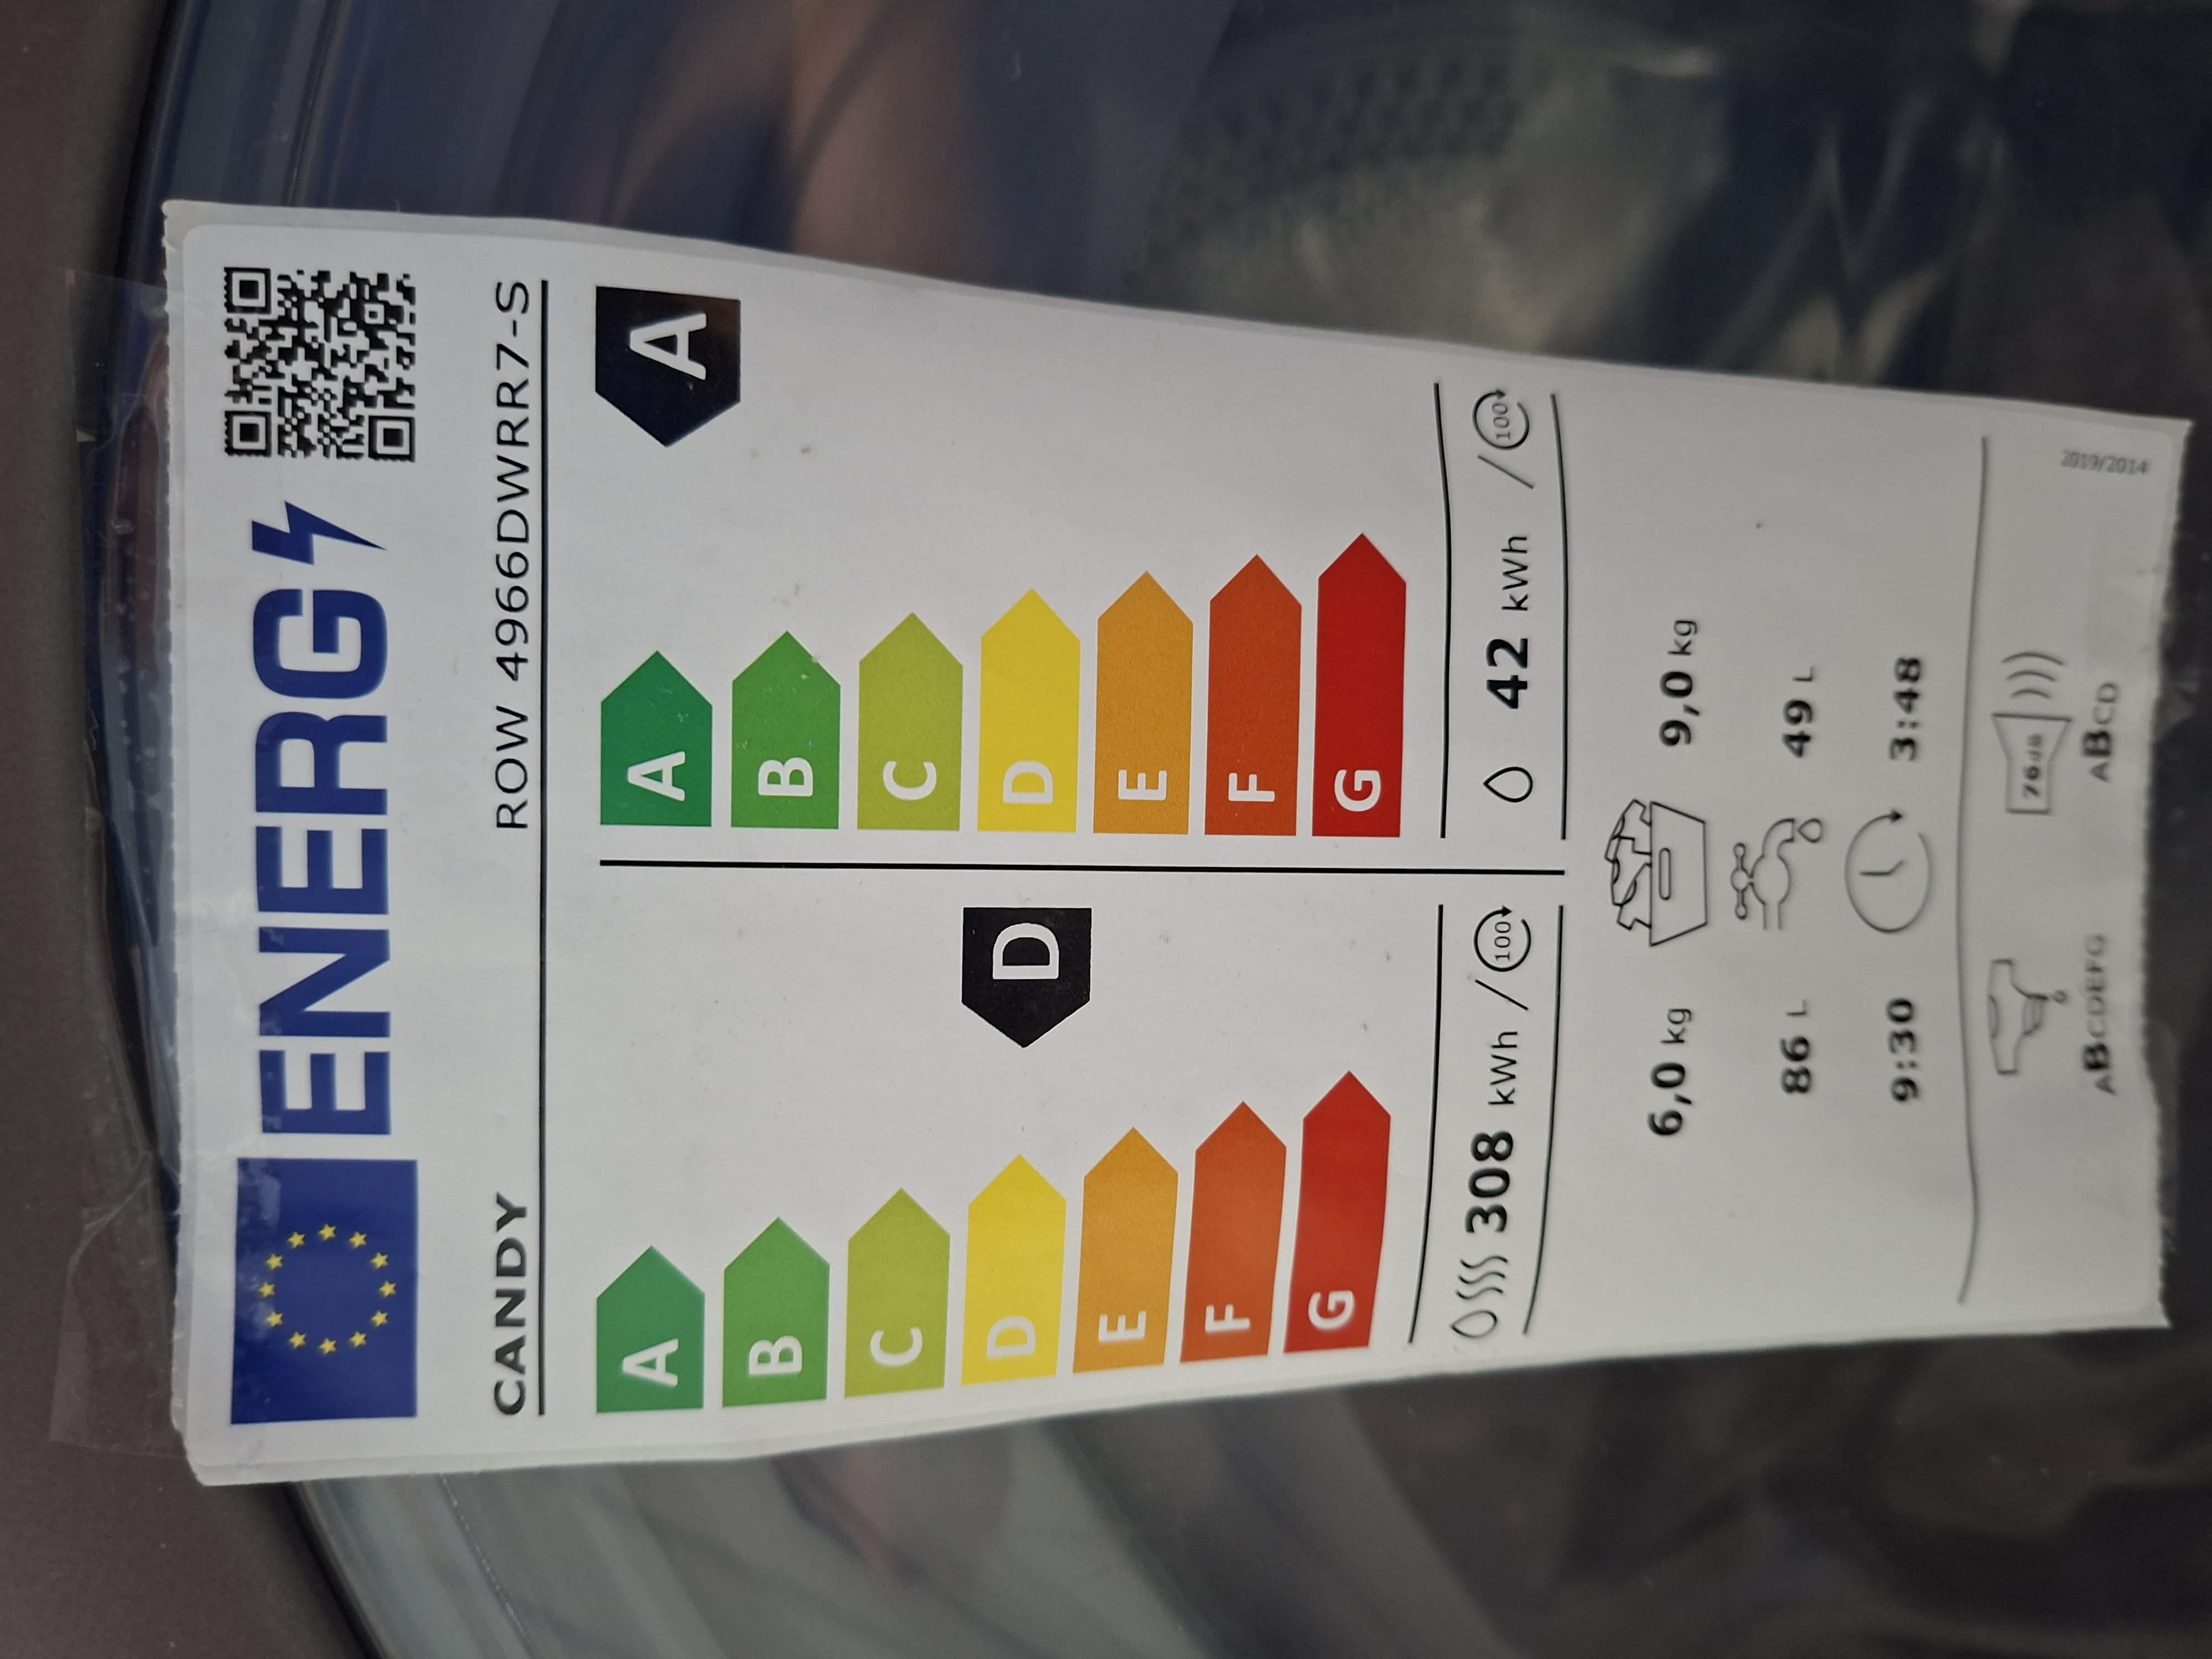 ENERG
CANDY ROW 4966DWRR7-S
A A
B B
C C
D D
E E
F F
G G
D A
308 kWh / 100 42 kWh / 100
6,0 kg 9,0 kg
86 L 49 L
9:30 3:48
76dB
ABCDEFG ABCD
2019/2014